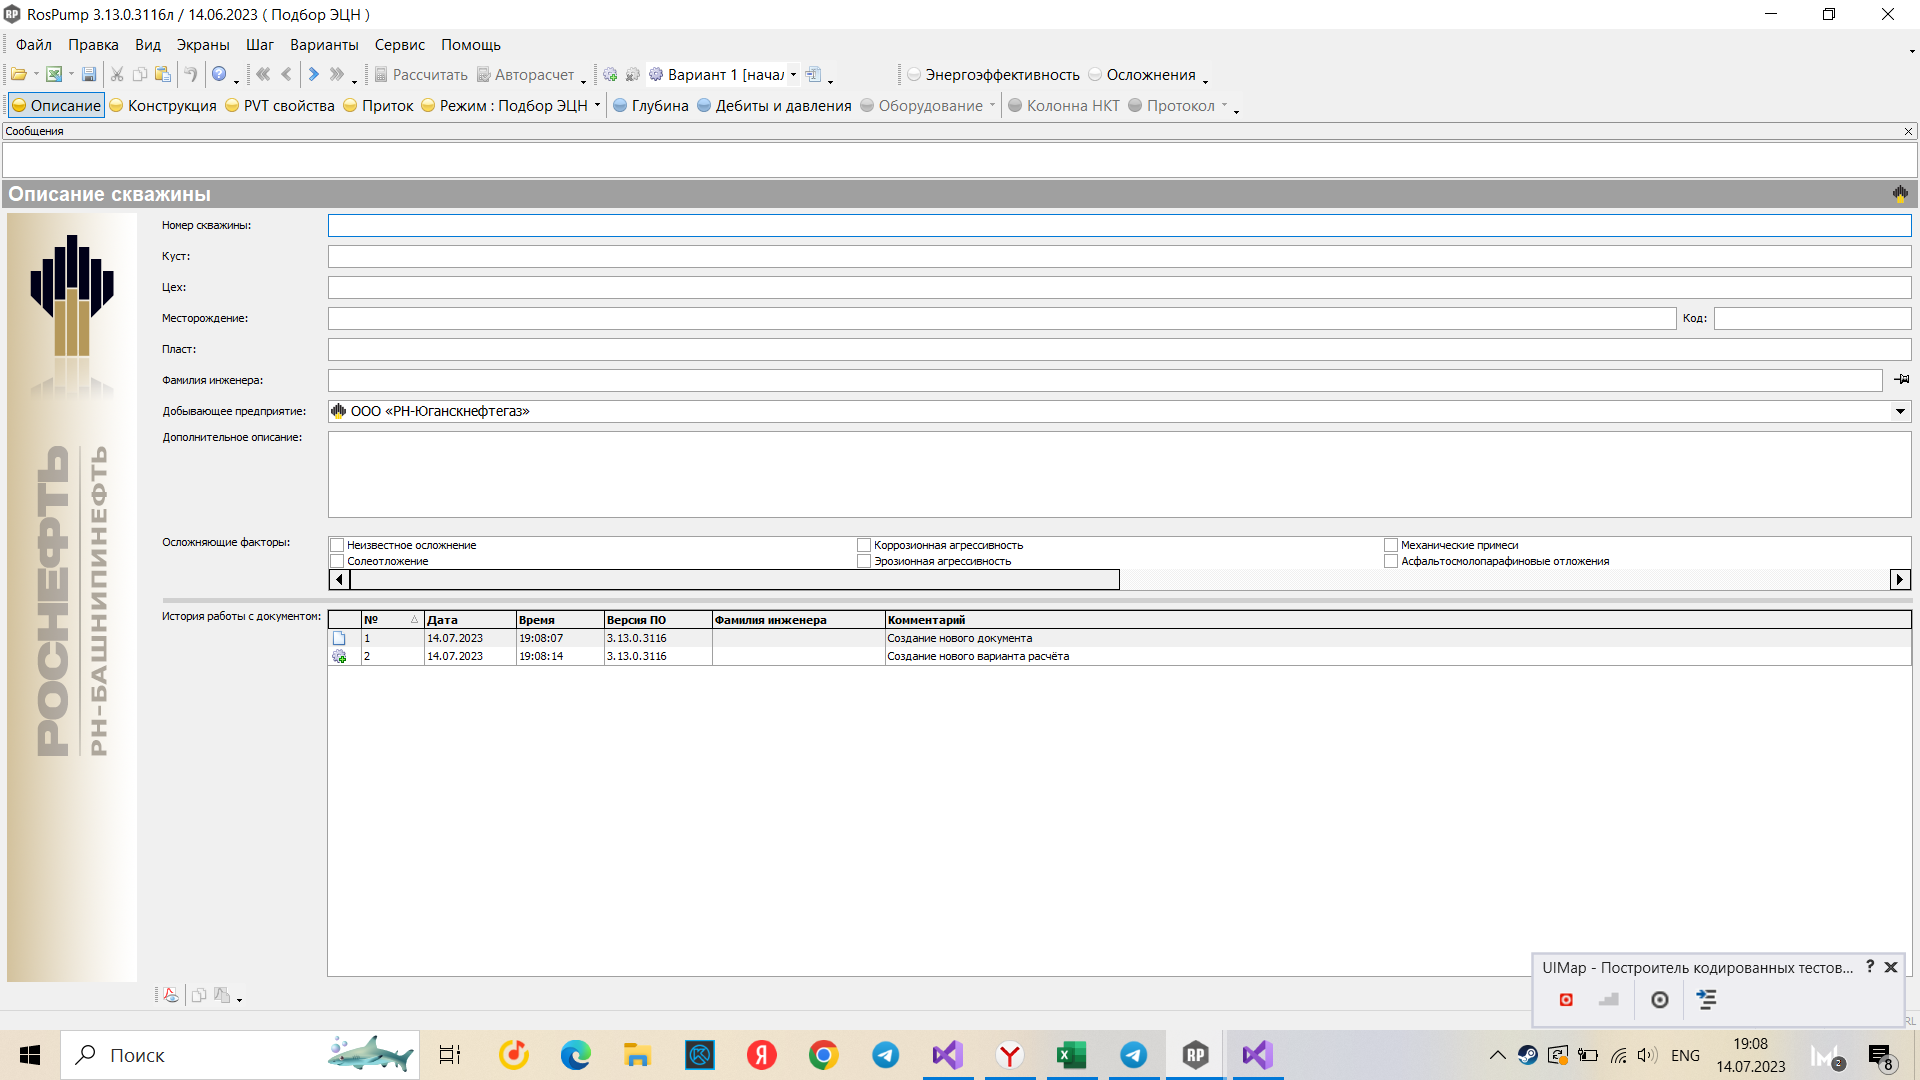 RosPump 3.13.0.3116л / 14.06.2023 ( Подбор ЭЦН )
Файл Правка Вид Экраны Шаг Варианты Сервис Помощь
Рассчитать Авторасчет Вариант 1 [начал Энергоэффективность Осложнения
Описание Конструкция PVT свойства Приток Режим : Подбор ЭЦН Глубина Дебиты и давления Оборудование Колонна НКТ Протокол
Сообщения
Описание скважины
Номер скважины:
Куст:
Цех:
Месторождение: Код:
Пласт:
Фамилия инженера:
Добывающее предприятие: ООО «РН-Юганскнефтегаз»
Дополнительное описание:
Осложняющие факторы:
Неизвестное осложнение Коррозионная агрессивность Механические примеси
Солеотложение Эрозионная агрессивность Асфальтосмолопарафиновые отложения
История работы с документом:
№ Дата Время Версия ПО Фамилия инженера Комментарий
1 14.07.2023 19:08:07 3.13.0.3116 Создание нового документа
2 14.07.2023 19:08:14 3.13.0.3116 Создание нового варианта расчёта
РОСНЕФТЬ
РН-БАШНИПИНЕФТЬ
UIMap - Построитель кодированных тестов...
RL
Поиск
RP
ENG
19:08
14.07.2023
2
8